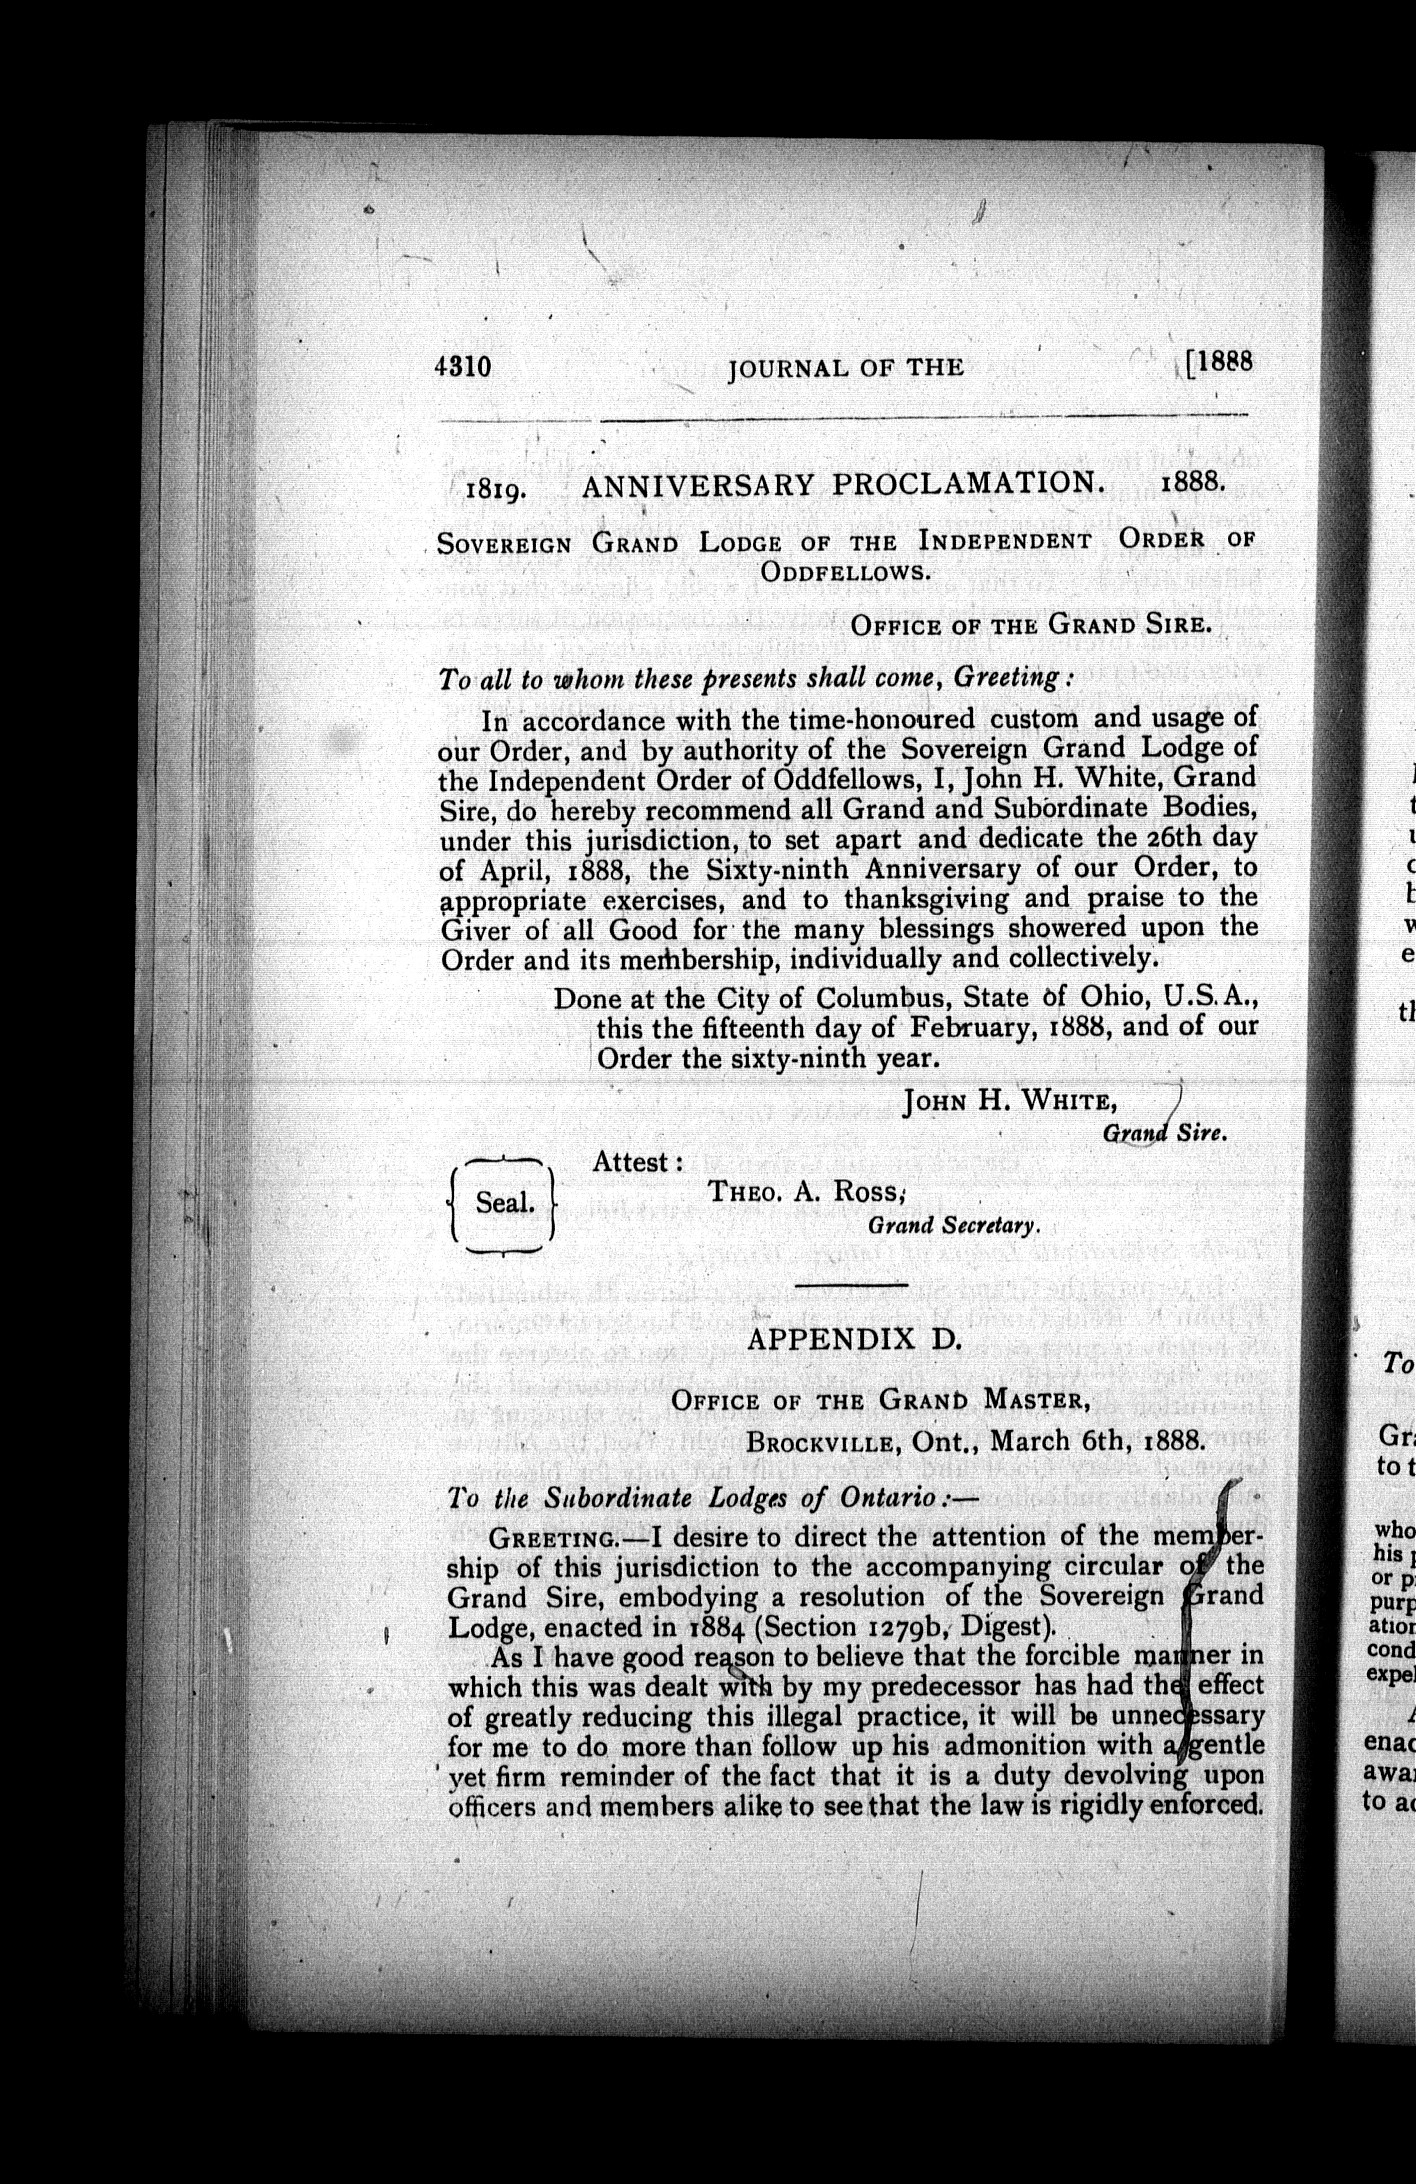 4310 JOURNAL OF THE [1888
1819. ANNIVERSARY PROCLAMATION. 1888.
SOVEREIGN GRAND LODGE OF THE INDEPENDENT ORDER OF
ODDFELLOWS.
OFFICE OF THE GRAND SIRE.
To all to whom these presents shall come, Greeting:
In accordance with the time-honoured custom and usage of
our Order, and by authority of the Sovereign Grand Lodge of
the Independent Order of Oddfellows, I, John H. White, Grand
Sire, do hereby recommend all Grand and Subordinate Bodies,
under this jurisdiction, to set apart and dedicate the 26th day
of April, 1888, the Sixty-ninth Anniversary of our Order, to
appropriate exercises, and to thanksgiving and praise to the
Giver of all Good for the many blessings showered upon the
Order and its membership, individually and collectively.
Done at the City of Columbus, State of Ohio, U.S.A.,
this the fifteenth day of February, 1888, and of our
Order the sixty-ninth year.
JOHN H. WHITE,
Grand Sire.
Attest:
Seal.
THEO. A. ROSS,
Grand Secretary.
APPENDIX D.
OFFICE OF THE GRAND MASTER,
BROCKVILLE, Ont., March 6th, 1888.
To the Subordinate Lodges of Ontario:—
GREETING.—I desire to direct the attention of the member-
ship of this jurisdiction to the accompanying circular of the
Grand Sire, embodying a resolution of the Sovereign Grand
Lodge, enacted in 1884 (Section 1279b, Digest).
As I have good reason to believe that the forcible manner in
which this was dealt with by my predecessor has had the effect
of greatly reducing this illegal practice, it will be unnecessary
for me to do more than follow up his admonition with a gentle
yet firm reminder of the fact that it is a duty devolving upon
officers and members alike to see that the law is rigidly enforced.
To
to t
who
his
or